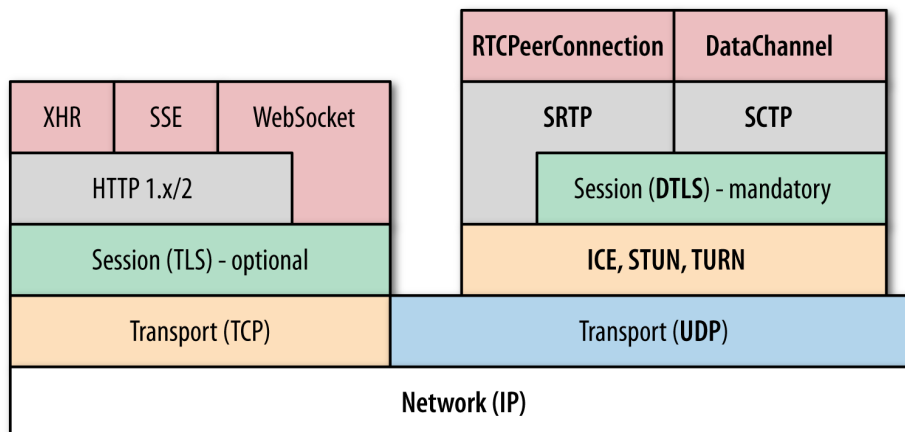 RTCPeerConnection DataChannel
XHR SSE WebSocket SRTP SCTP
HTTP 1.x/2 Session (DTLS) - mandatory
Session (TLS) - optional ICE, STUN, TURN
Transport (TCP) Transport (UDP)
Network (IP)